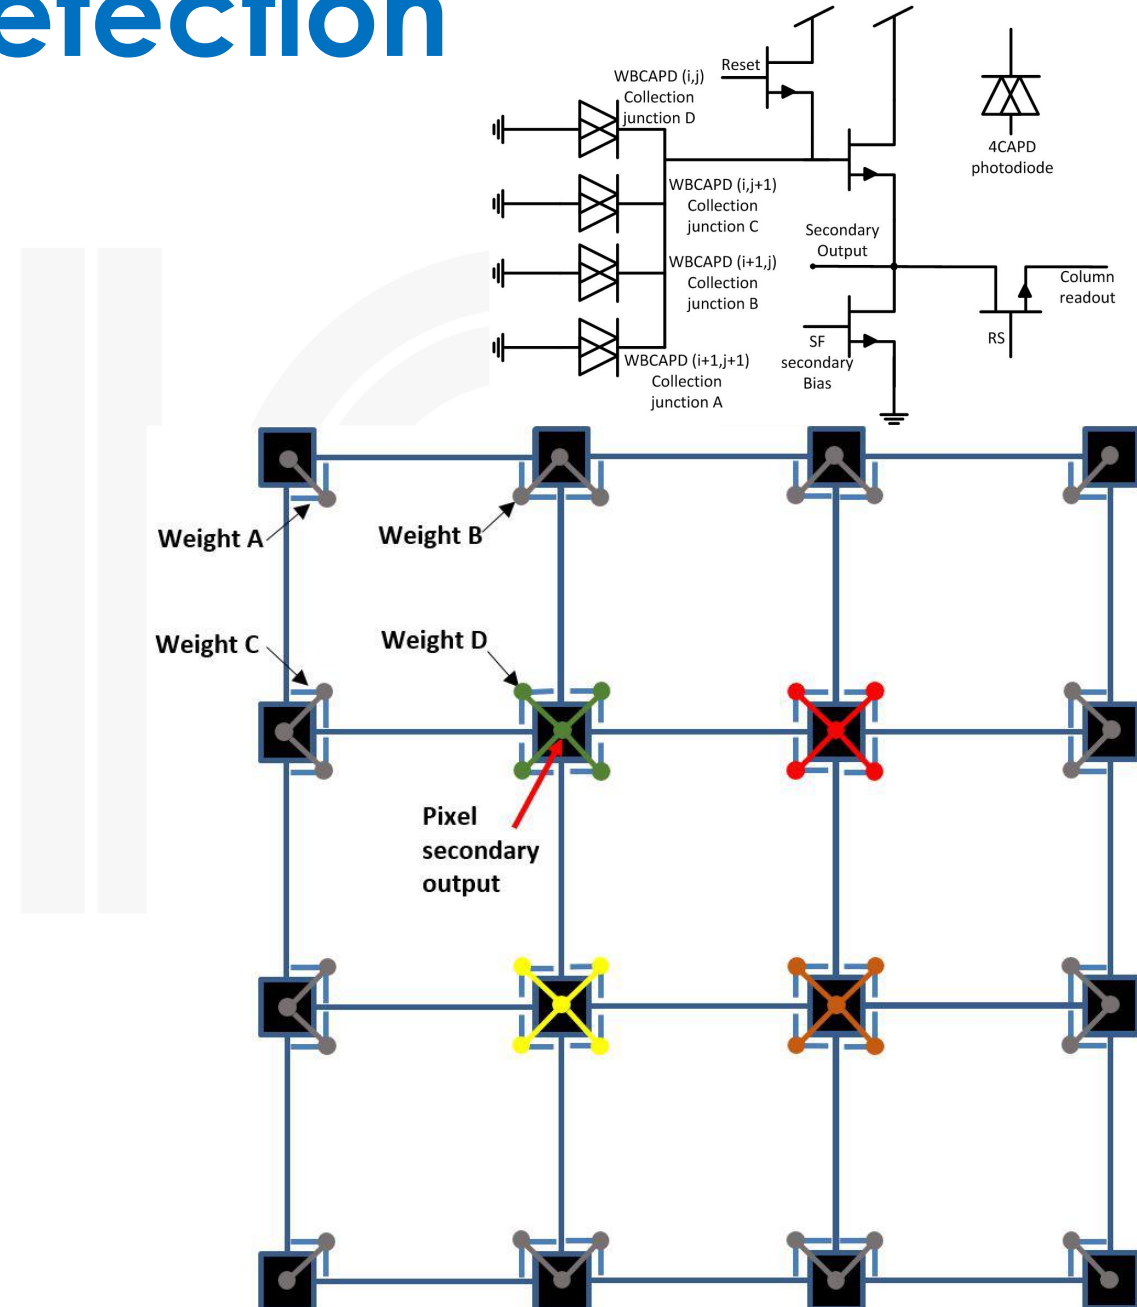 etection
Reset
WBCAPD (i,j)
Collection
junction D
4CAPD
photodiode
WBCAPD (i,j+1)
Collection
junction C
Secondary
Output
WBCAPD (i+1,j)
Collection
junction B
Column
readout
RS
SF
secondary
Bias
WBCAPD (i+1,j+1)
Collection
junction A
Weight A
Weight B
Weight C
Weight D
Pixel
secondary
output